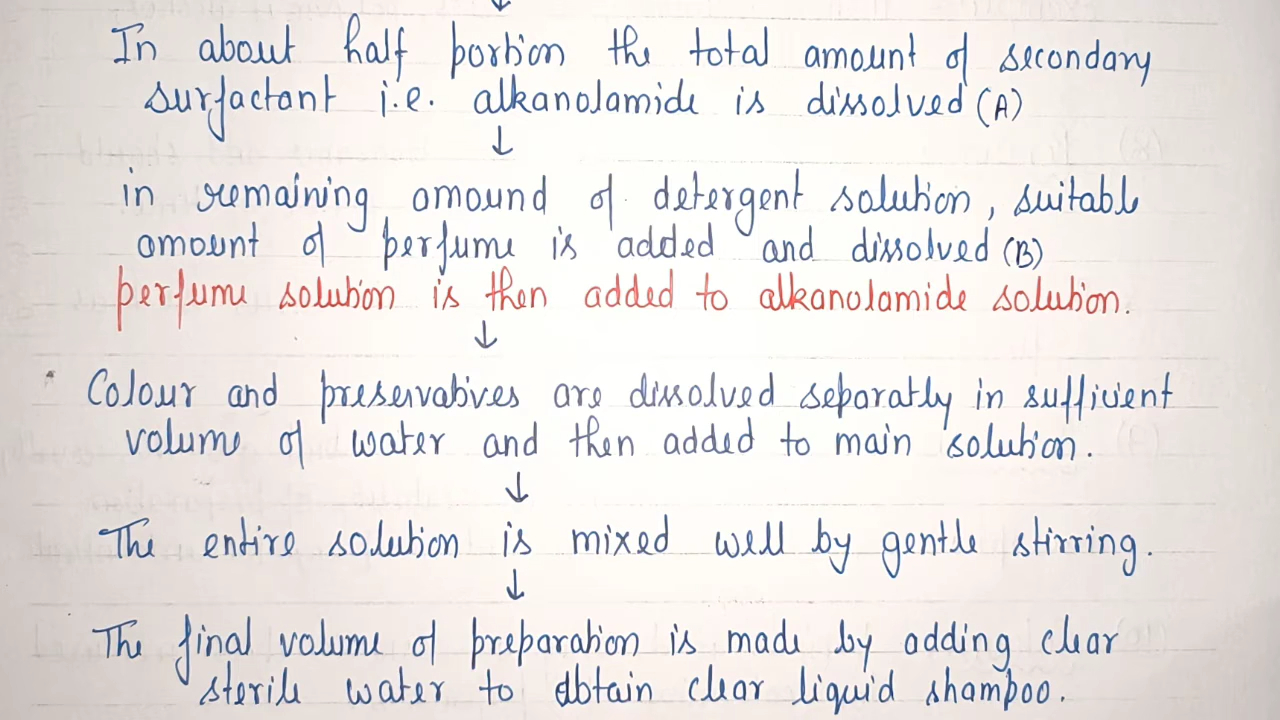 ↓
In about half portion the total amount of secondary
surfactant i.e. alkanolamide is dissolved (A)
↓
in remaining amound of detergent solution, suitable
amount of perfume is added and dissolved (B)
perfume solution is then added to alkanolamide solution.
↓
Colour and preservatives are dissolved separatly in sufficient
volume of water and then added to main solution.
↓
The entire solution is mixed well by gentle stirring.
↓
The final volume of preparation is made by adding clear
sterile water to obtain clear liquid shampoo.